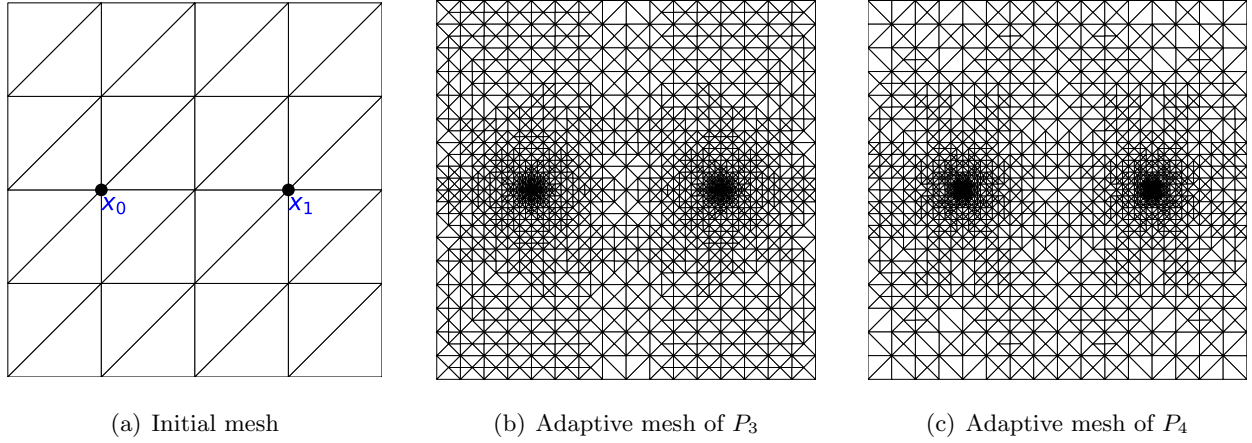 x₀
x₁
(a) Initial mesh
(b) Adaptive mesh of P₃
(c) Adaptive mesh of P₄